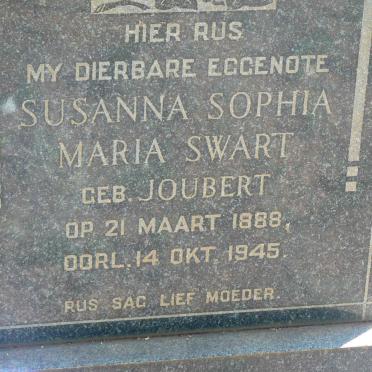 HIER RUS
MY DIERBARE EGGENOTE
SUSANNA SOPHIA
MARIA SWART
GEB. JOUBERT
OP 21 MAART 1888,
OORL. 14 OKT. 1945.
RUS SAG LIEF MOEDER.